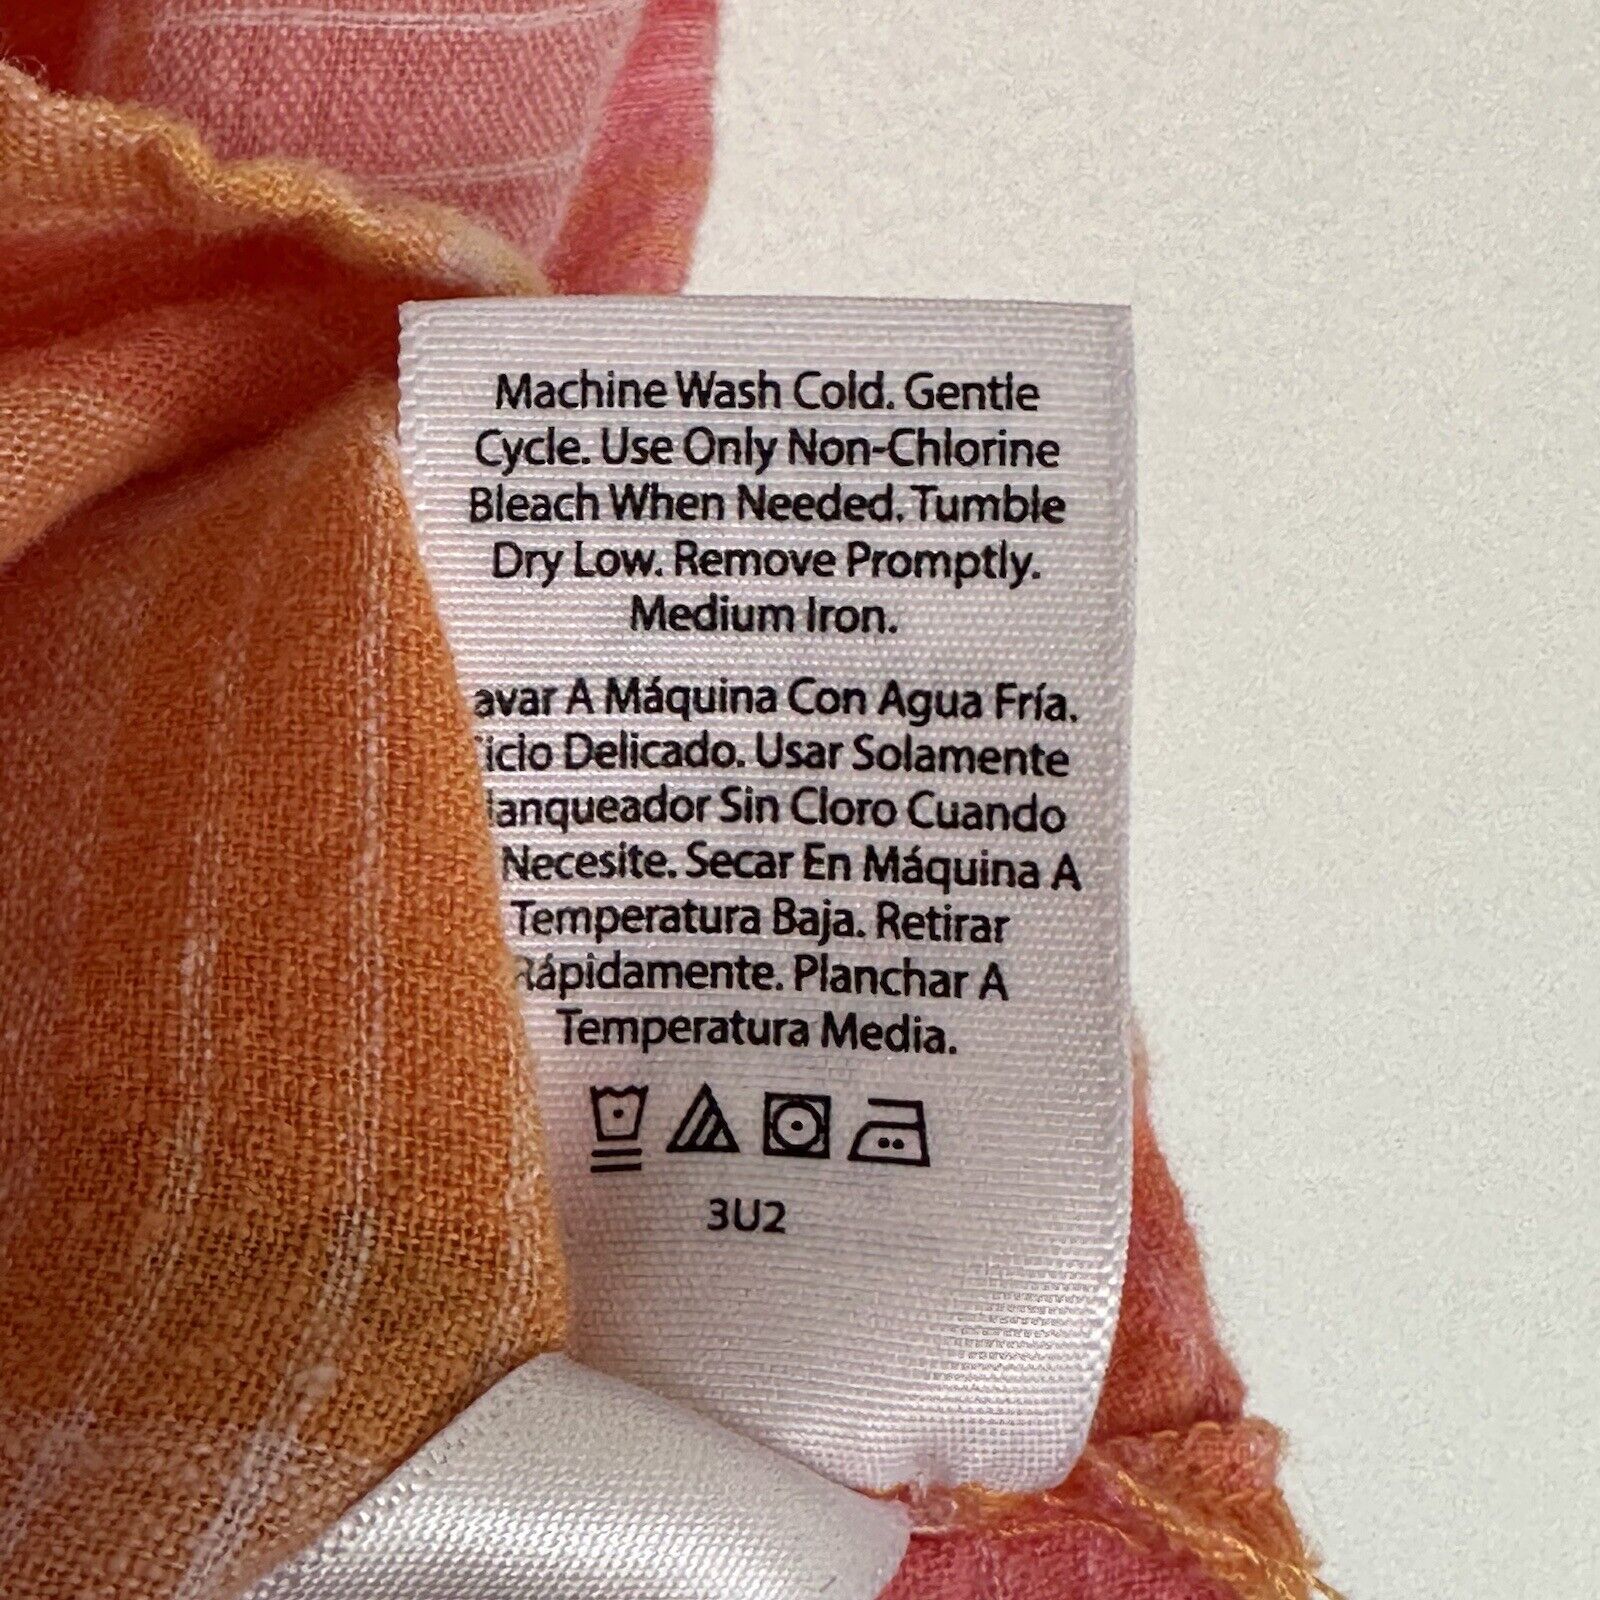 Machine Wash Cold. Gentle
Cycle. Use Only Non-Chlorine
Bleach When Needed. Tumble
Dry Low. Remove Promptly.
Medium Iron.
avar A Máquina Con Agua Fría.
iclo Delicado. Usar Solamente
lanqueador Sin Cloro Cuando
Necesite. Secar En Máquina A
Temperatura Baja. Retirar
Rápidamente. Planchar A
Temperatura Media.
3U2